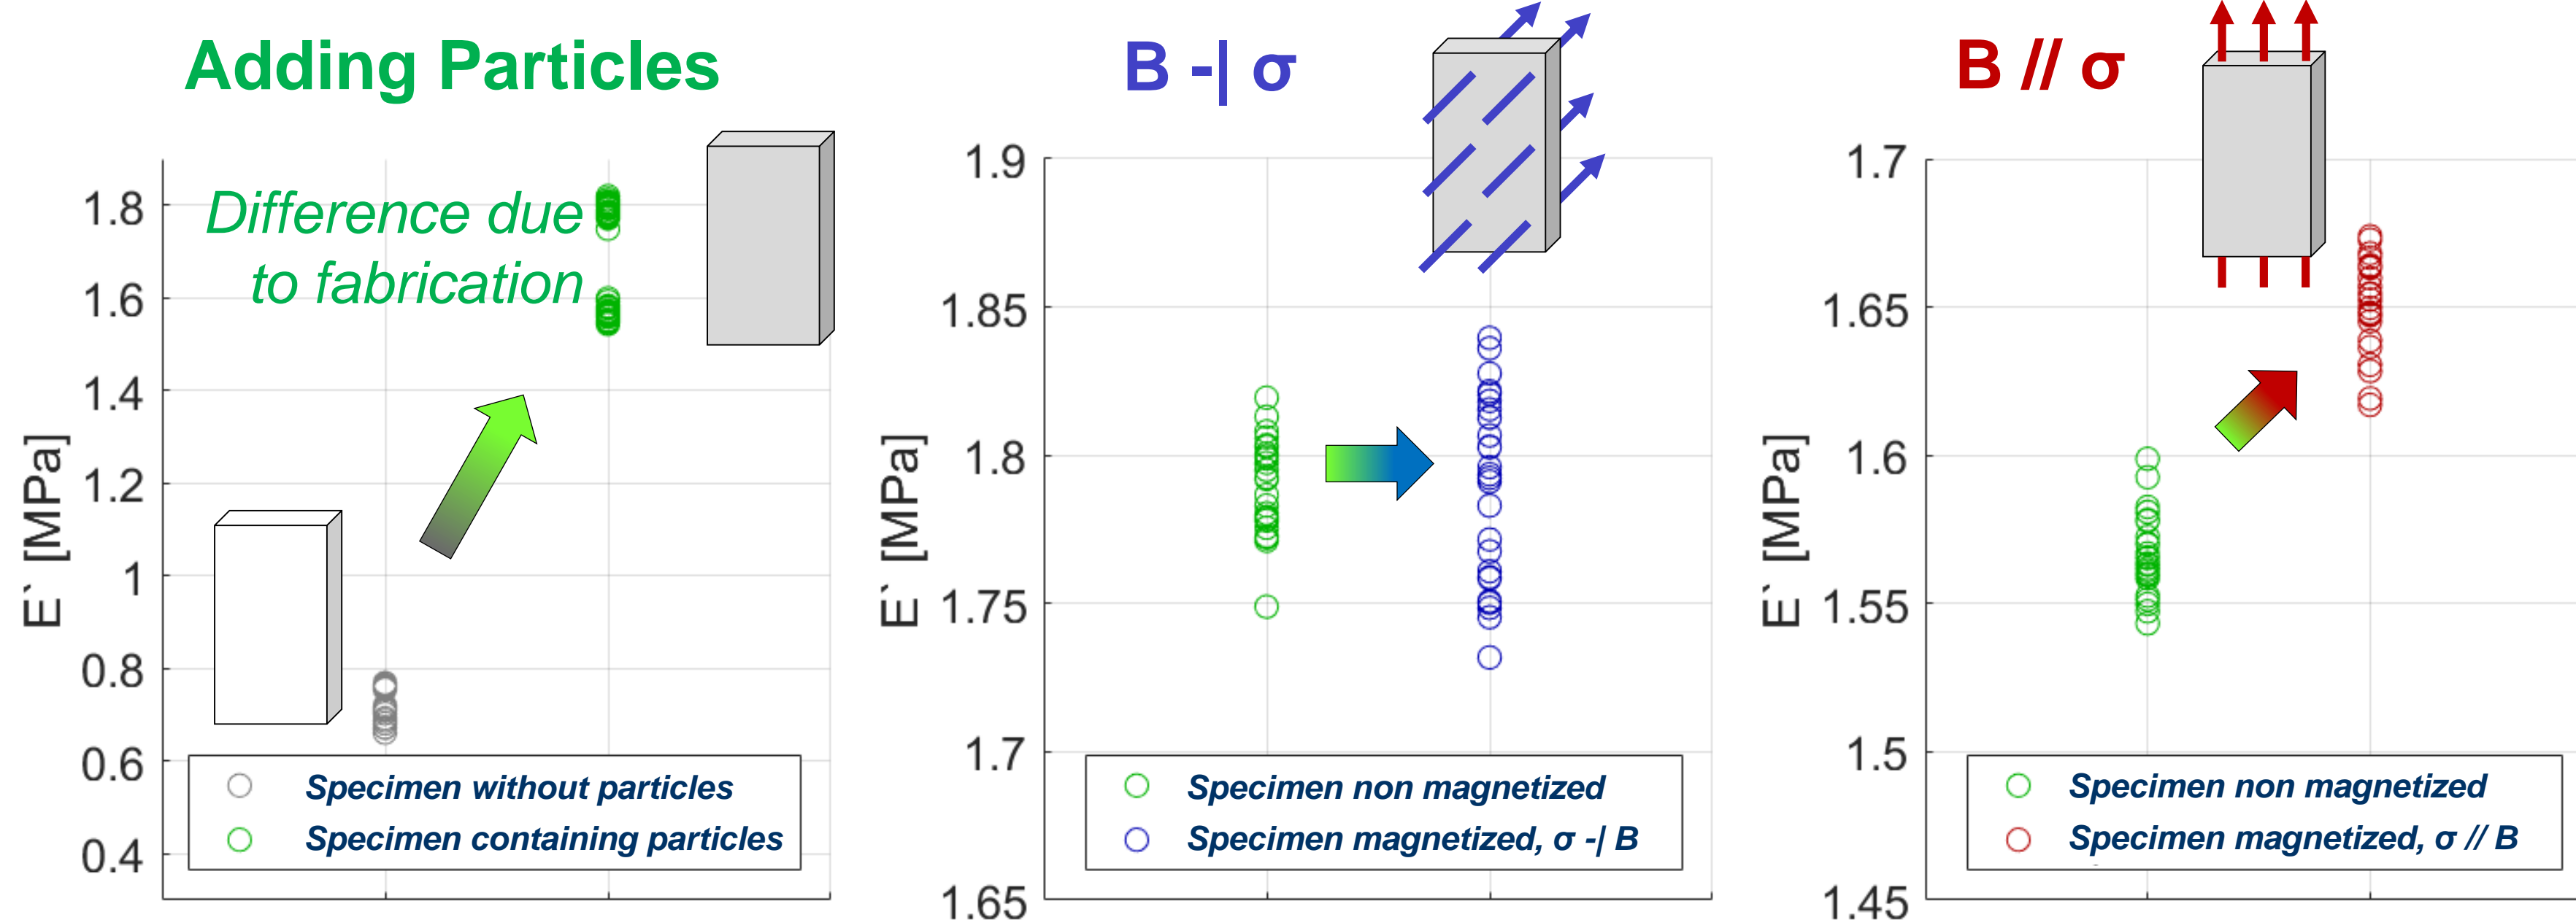 Adding Particles
Difference due
to fabrication
1.8
1.6
1.4
1.2
1
0.8
0.6
0.4
E` [MPa]
Specimen without particles
Specimen containing particles
B -| σ
1.9
1.85
1.8
1.75
1.7
1.65
E` [MPa]
Specimen non magnetized
Specimen magnetized, σ -| B
B // σ
1.7
1.65
1.6
1.55
1.5
1.45
E` [MPa]
Specimen non magnetized
Specimen magnetized, σ // B